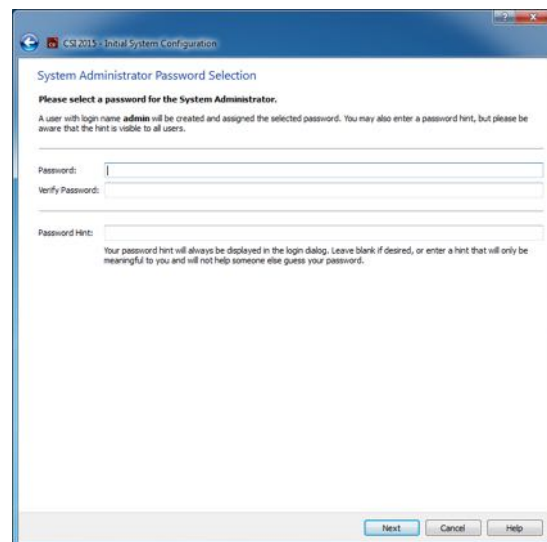 CSI 2015 - Initial System Configuration
System Administrator Password Selection
Please select a password for the System Administrator.
A user with login name admin will be created and assigned the selected password. You may also enter a password hint, but please be
aware that the hint is visible to all users.
Password:
Verify Password:
Password Hint:
Your password hint will always be displayed in the login dialog. Leave blank if desired, or enter a hint that will only be
meaningful to you and will not help someone else guess your password.
Next
Cancel
Help